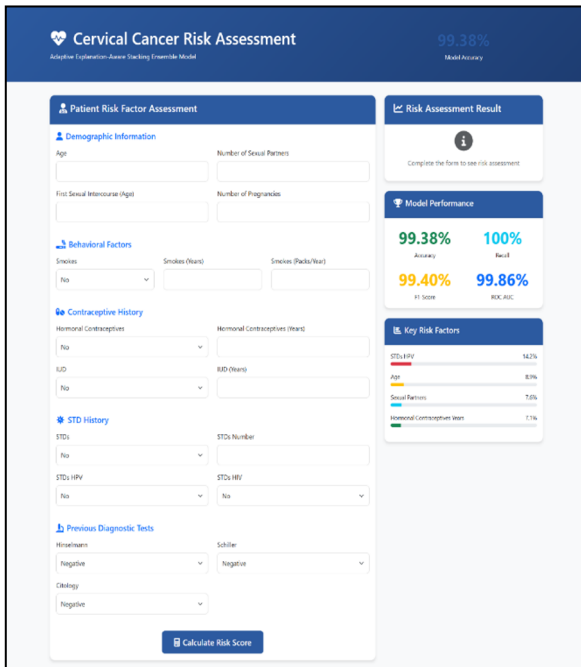 Cervical Cancer Risk Assessment
Adaptive Explanation-Aware Stacking Ensemble Model
99.38%
Model Accuracy
Patient Risk Factor Assessment
Demographic Information
Age
Number of Sexual Partners
First Sexual Intercourse (Age)
Number of Pregnancies
Behavioral Factors
Smokes
Smokes (Years)
Smokes (Packs/Year)
No
Contraceptive History
Hormonal Contraceptives
Hormonal Contraceptives (Years)
No
IUD
IUD (Years)
No
STD History
STDs
STDs Number
No
STDs HPV
STDs HIV
No
No
Previous Diagnostic Tests
Hinselmann
Schiller
Negative
Negative
Citology
Negative
Calculate Risk Score
Risk Assessment Result
Complete the form to see risk assessment
Model Performance
99.38%
100%
Accuracy
Recall
99.40%
99.86%
F1 Score
ROC AUC
Key Risk Factors
STDs HPV
14.2%
Age
8.9%
Sexual Partners
7.6%
Hormonal Contraceptives Years
7.1%